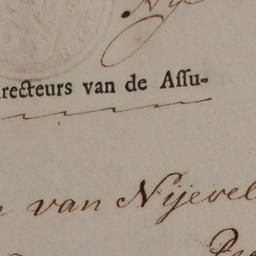 recteurs van de Aſſu-
van Nijevel